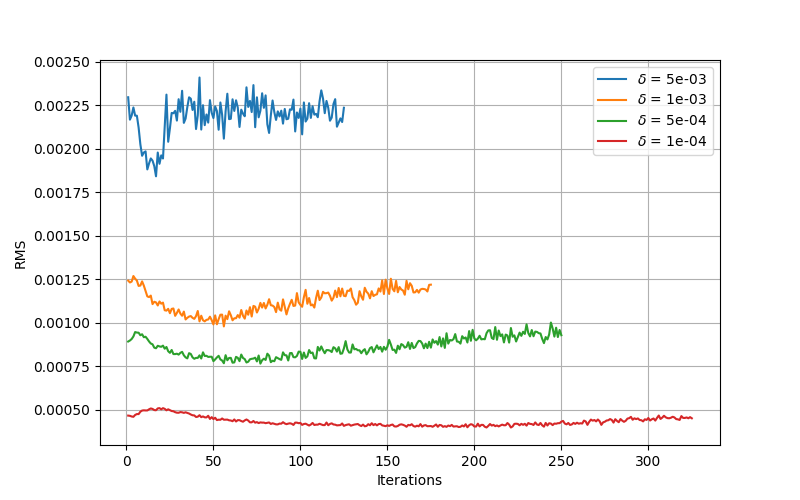 0.00250
0.00225
0.00200
0.00175
0.00150
0.00125
0.00100
0.00075
0.00050
RMS
0 50 100 150 200 250 300
Iterations
δ = 5e-03
δ = 1e-03
δ = 5e-04
δ = 1e-04